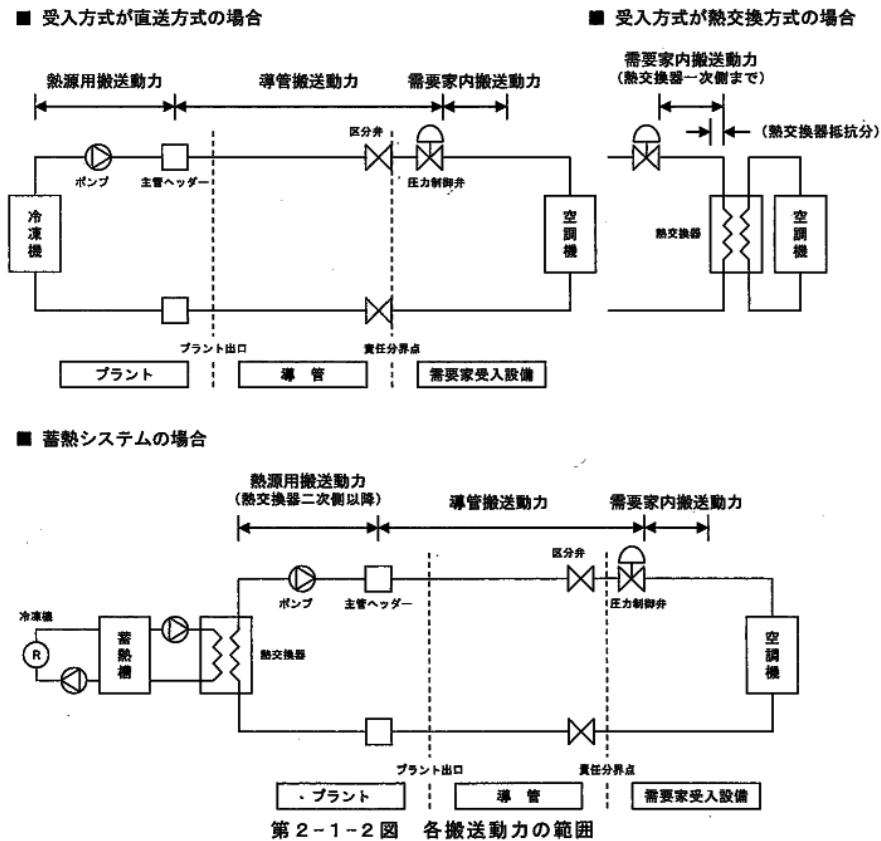 ■ 受入方式が直送方式の場合
熱源用搬送動力
導管搬送動力
需要家内搬送動力
区分弁
ポンプ
主管ヘッダー
圧力制御弁
冷凍機
空調機
プラント出口
責任分界点
プラント
導 管
需要家受入設備
■ 受入方式が熱交換方式の場合
需要家内搬送動力
(熱交換器一次側まで)
(熱交換器抵抗分)
熱交換器
空調機
■ 蓄熱システムの場合
熱源用搬送動力
(熱交換器二次側以降)
導管搬送動力
需要家内搬送動力
区分弁
ポンプ
主管ヘッダー
圧力制御弁
冷凍機
R
蓄熱槽
熱交換器
空調機
プラント出口
責任分界点
プラント
導 管
需要家受入設備
第2-1-2図 各搬送動力の範囲